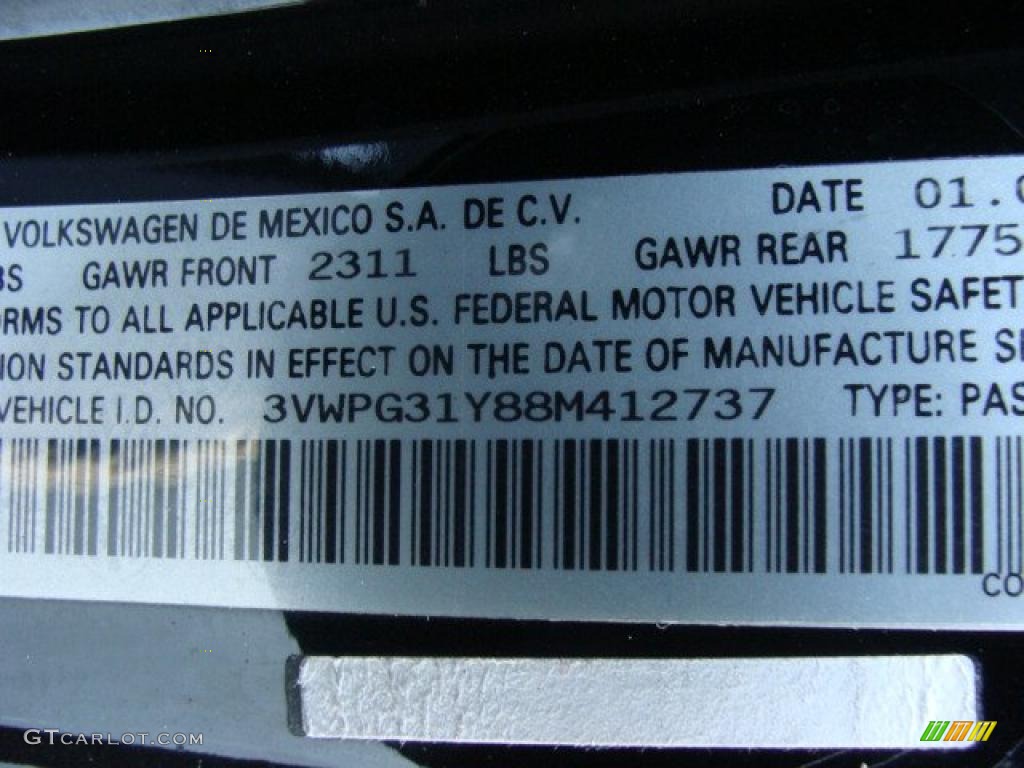 VOLKSWAGEN DE MEXICO S.A. DE C.V. DATE 01.0
BS GAWR FRONT 2311 LBS GAWR REAR 1775
ORMS TO ALL APPLICABLE U.S. FEDERAL MOTOR VEHICLE SAFET
ION STANDARDS IN EFFECT ON THE DATE OF MANUFACTURE S
VEHICLE I.D. NO. 3VWPG31Y88M412737 TYPE: PAS
CO
GTCARLOT.COM